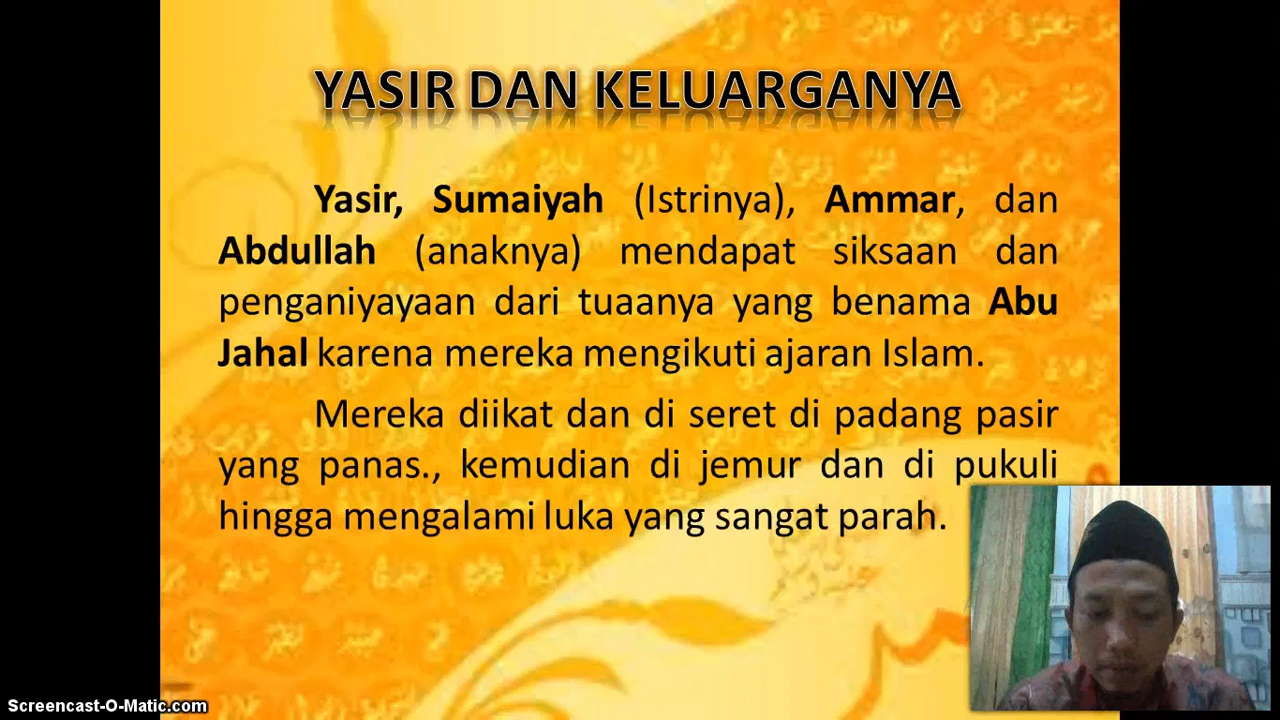 YASIR DAN KELUARGANYA
Yasir, Sumaiyah (Istrinya), Ammar, dan
Abdullah (anaknya) mendapat siksaan dan
penganiyayaan dari tuaanya yang benama Abu
Jahal karena mereka mengikuti ajaran Islam.
Mereka diikat dan di seret di padang pasir
yang panas., kemudian di jemur dan di pukuli
hingga mengalami luka yang sangat parah.
Screencast-O-Matic.com